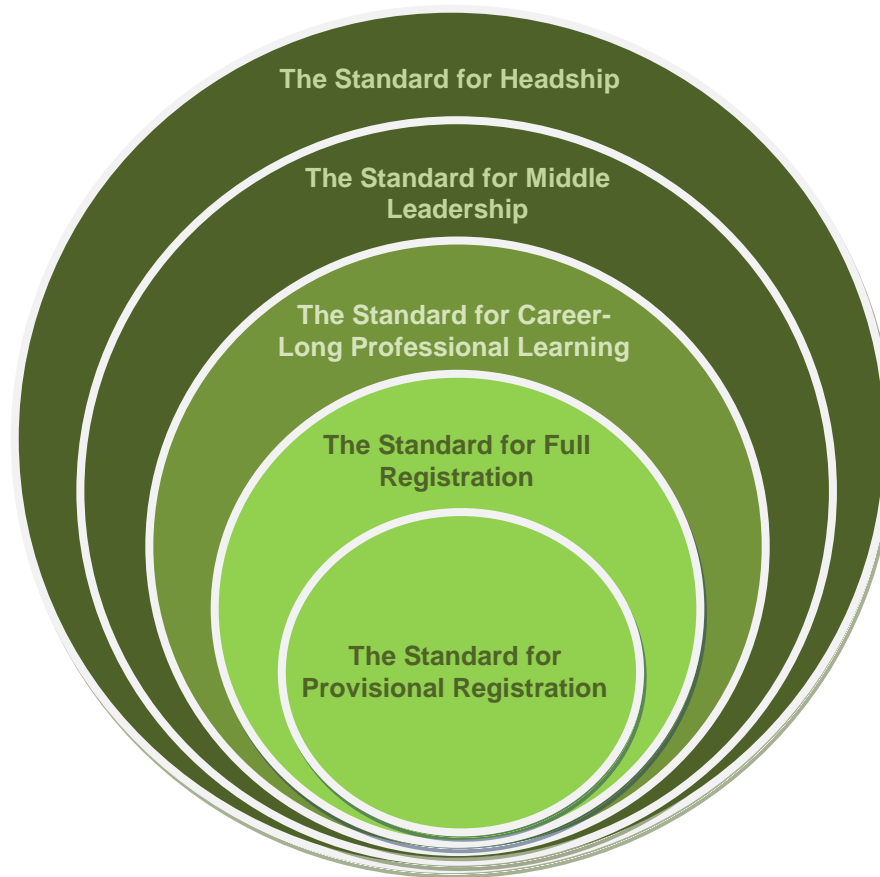 The Standard for Headship
The Standard for Middle
Leadership
The Standard for Career-
Long Professional Learning
The Standard for Full
Registration
The Standard for
Provisional Registration